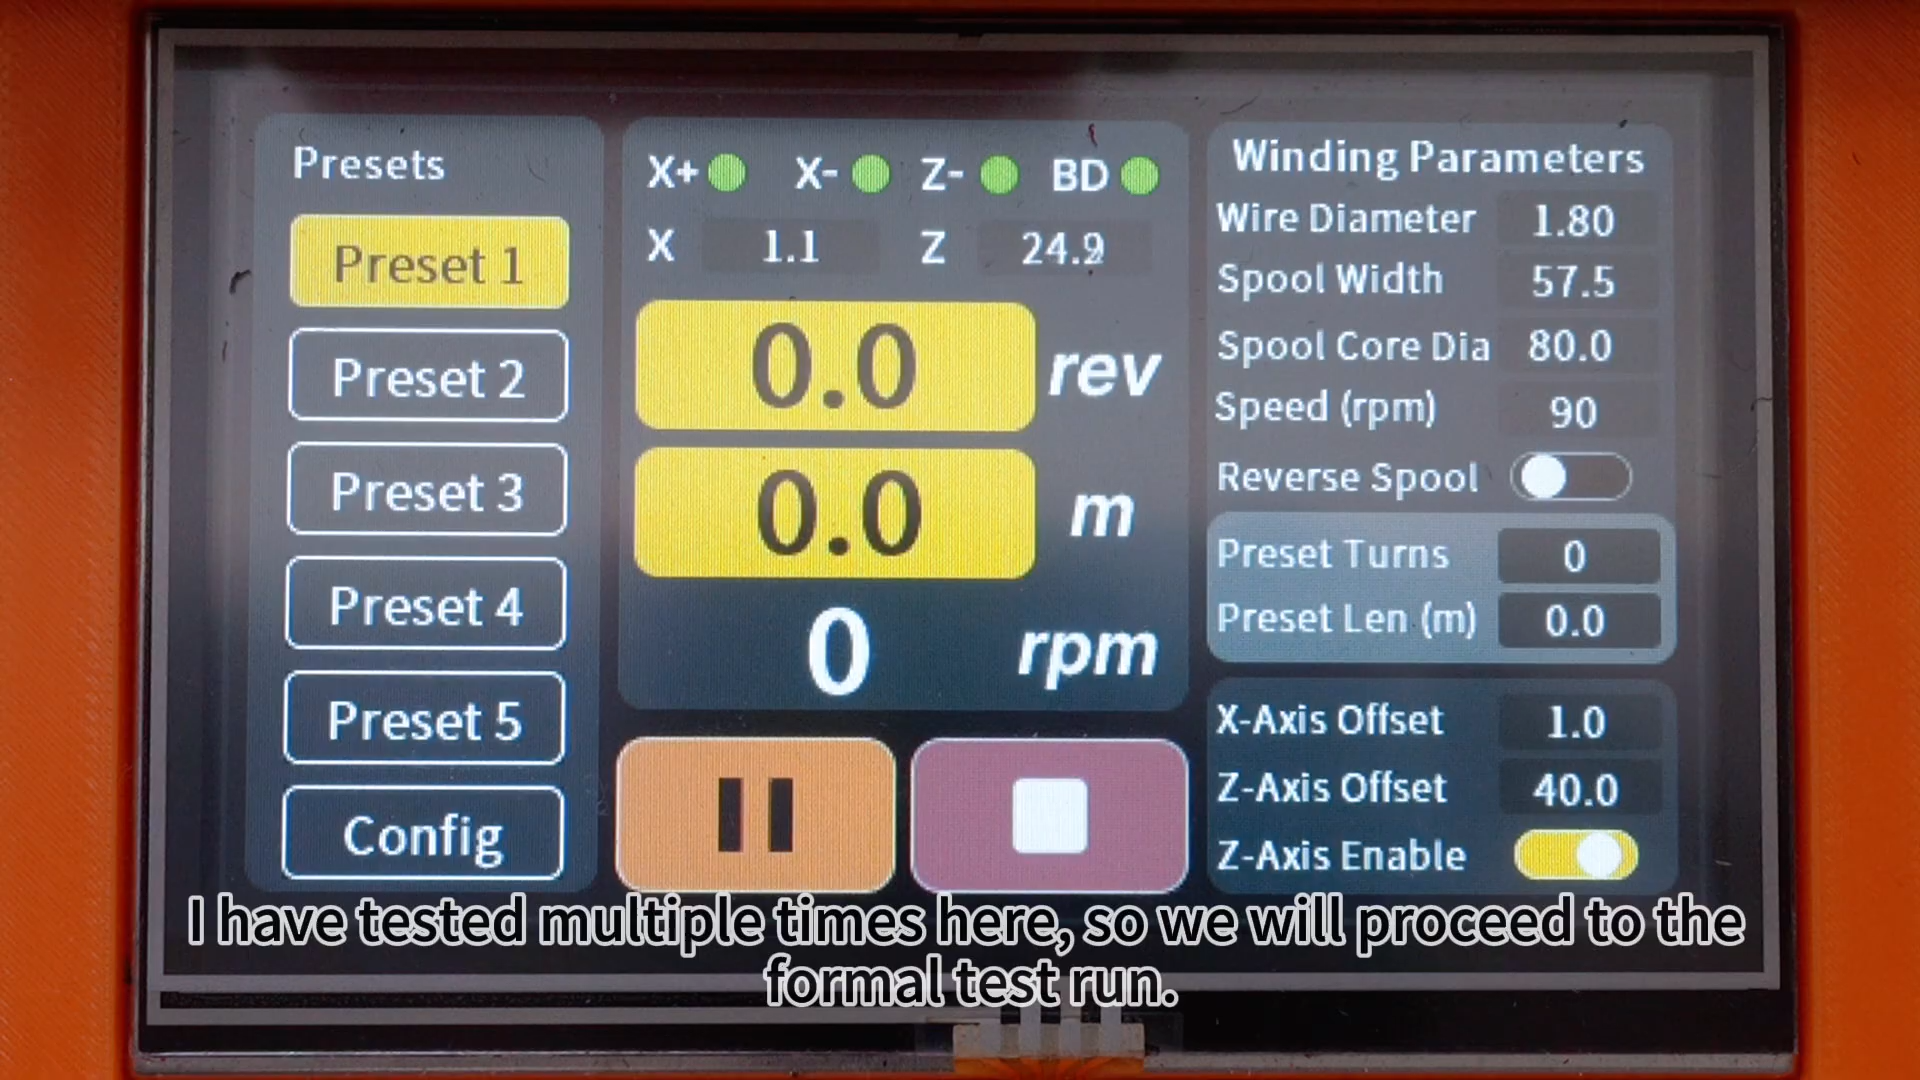 Presets
Preset 1
Preset 2
Preset 3
Preset 4
Preset 5
Config
X+ X- Z- BD
X 1.1 Z 24.9
0.0 rev
0.0 m
0 rpm
Winding Parameters
Wire Diameter 1.80
Spool Width 57.5
Spool Core Dia 80.0
Speed (rpm) 90
Reverse Spool
Preset Turns 0
Preset Len (m) 0.0
X-Axis Offset 1.0
Z-Axis Offset 40.0
Z-Axis Enable
I have tested multiple times here, so we will proceed to the
formal test run.